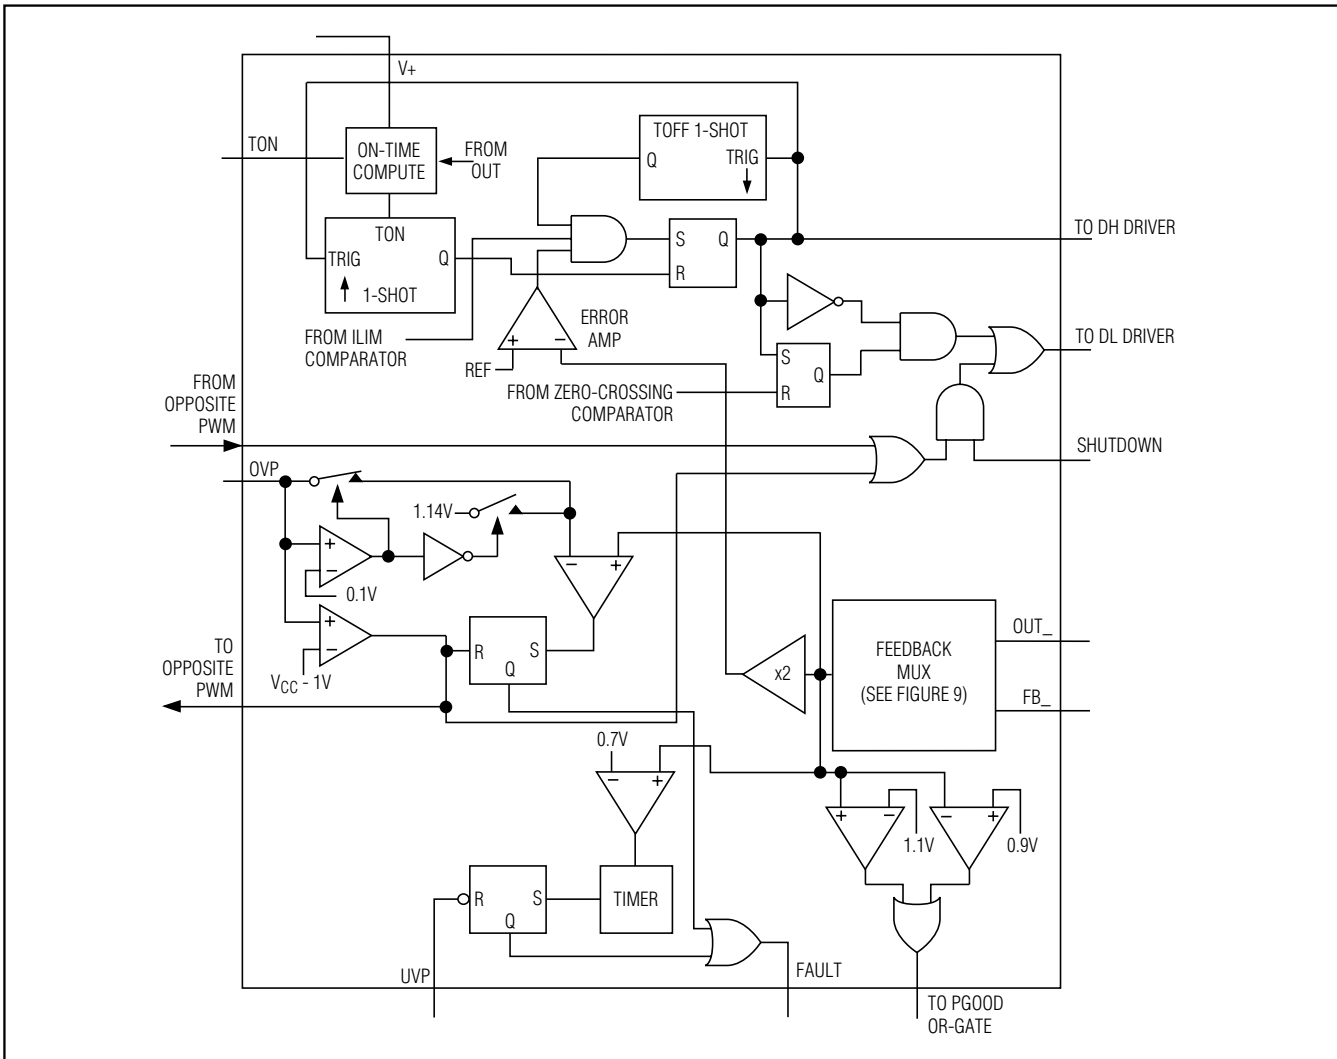 V+
TON
ON-TIME
COMPUTE
FROM
OUT
TOFF 1-SHOT
Q
TRIG
TON
TRIG
Q
1-SHOT
S
Q
R
TO DH DRIVER
FROM ILIM
COMPARATOR
+
−
ERROR
AMP
REF
TO DL DRIVER
S
Q
R
FROM ZERO-CROSSING
COMPARATOR
FROM
OPPOSITE
PWM
SHUTDOWN
OVP
1.14V
+
−
0.1V
−
+
+
−
VCC - 1V
TO
OPPOSITE
PWM
R
S
Q
x2
FEEDBACK
MUX
(SEE FIGURE 9)
OUT_
FB_
0.7V
−
+
+
−
1.1V
−
+
0.9V
R
S
Q
TIMER
UVP
FAULT
TO PGOOD
OR-GATE